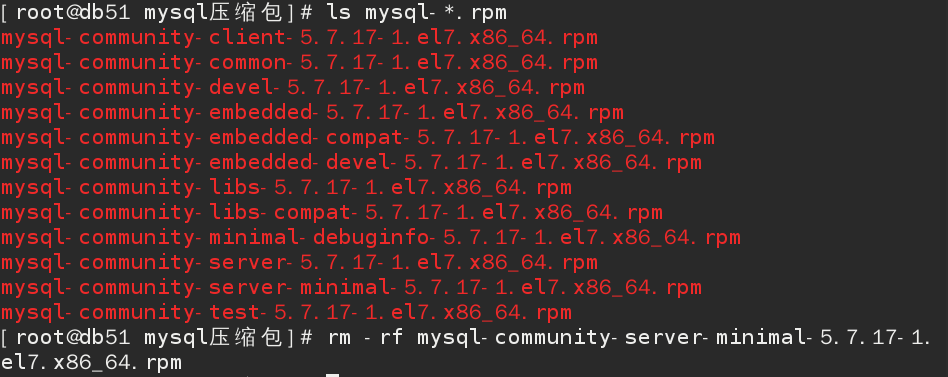 [root@db51 mysql压缩包]# ls mysql-*.rpm
mysql-community-client-5.7.17-1.el7.x86_64.rpm
mysql-community-common-5.7.17-1.el7.x86_64.rpm
mysql-community-devel-5.7.17-1.el7.x86_64.rpm
mysql-community-embedded-5.7.17-1.el7.x86_64.rpm
mysql-community-embedded-compat-5.7.17-1.el7.x86_64.rpm
mysql-community-embedded-devel-5.7.17-1.el7.x86_64.rpm
mysql-community-libs-5.7.17-1.el7.x86_64.rpm
mysql-community-libs-compat-5.7.17-1.el7.x86_64.rpm
mysql-community-minimal-debuginfo-5.7.17-1.el7.x86_64.rpm
mysql-community-server-5.7.17-1.el7.x86_64.rpm
mysql-community-server-minimal-5.7.17-1.el7.x86_64.rpm
mysql-community-test-5.7.17-1.el7.x86_64.rpm
[root@db51 mysql压缩包]# rm -rf mysql-community-server-minimal-5.7.17-1.
el7.x86_64.rpm